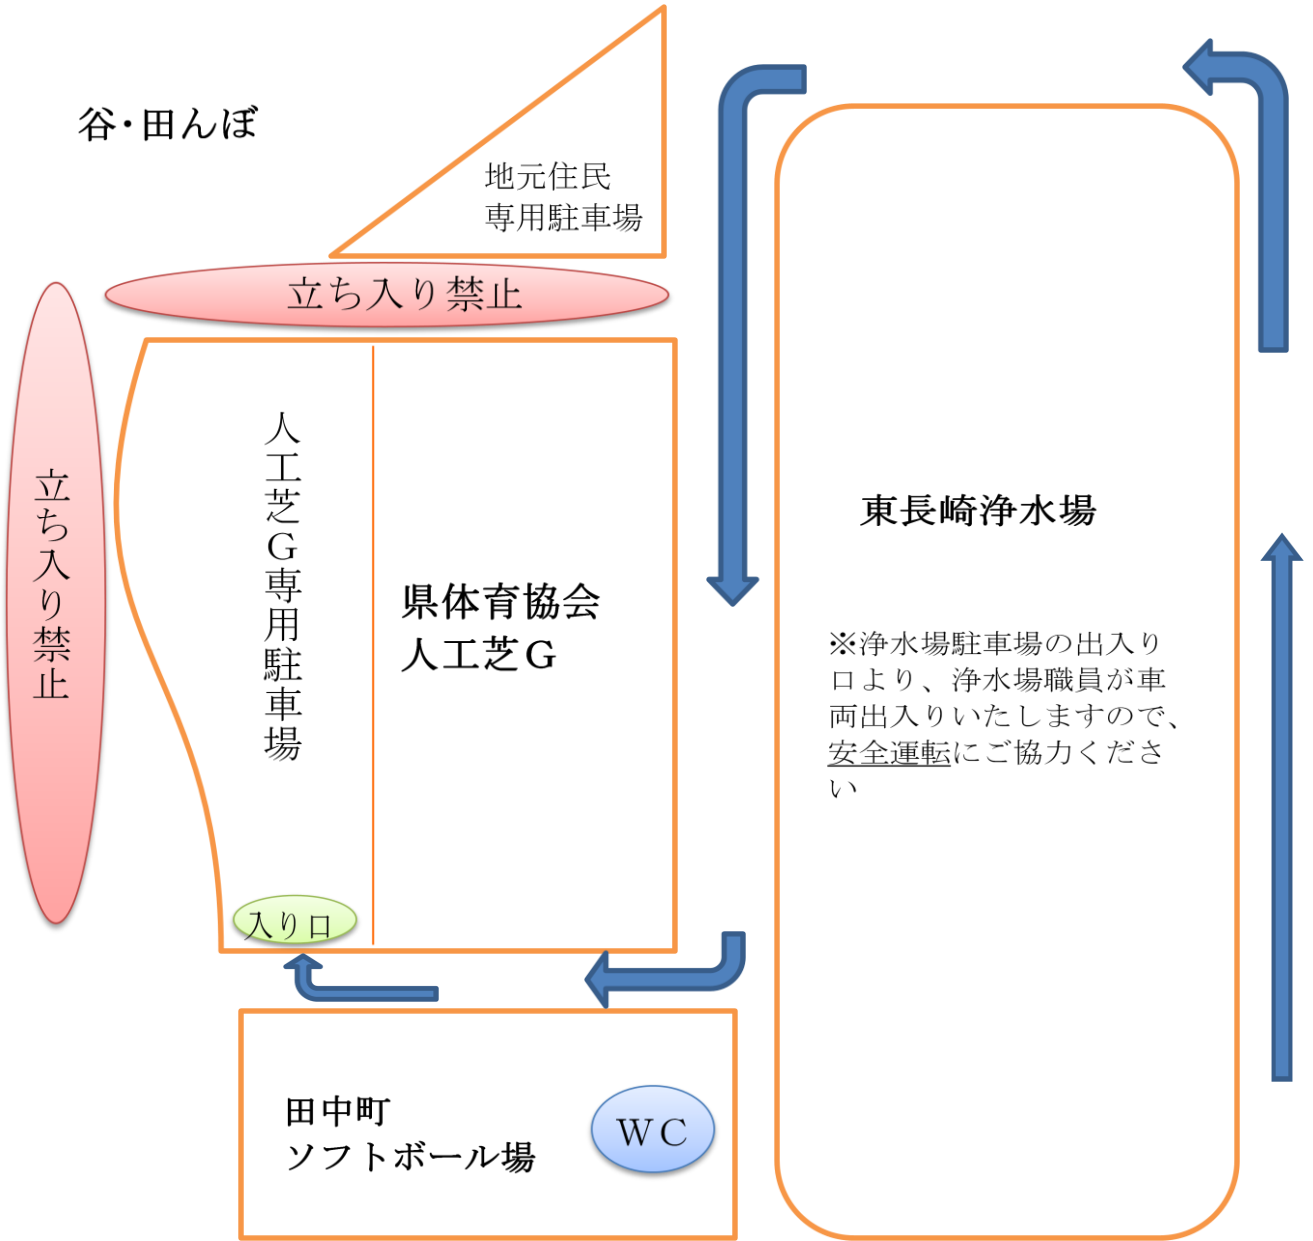 谷・田んぼ
地元住民
専用駐車場
立ち入り禁止
立ち入り禁止
人工芝Ｇ専用駐車場
県体育協会
人工芝Ｇ
入り口
田中町
ソフトボール場
ＷＣ
東長崎浄水場
※浄水場駐車場の出入り
口より、浄水場職員が車
両出入りいたしますので、
安全運転にご協力くださ
い